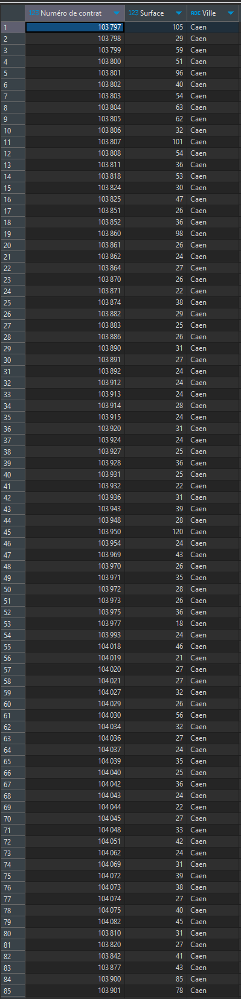 123 Numéro de contrat 123 Surface ABC Ville
1 103 797 105 Caen
2 103 798 29 Caen
3 103 799 59 Caen
4 103 800 51 Caen
5 103 801 96 Caen
6 103 802 40 Caen
7 103 803 54 Caen
8 103 804 63 Caen
9 103 805 62 Caen
10 103 806 32 Caen
11 103 807 101 Caen
12 103 808 54 Caen
13 103 811 36 Caen
14 103 818 53 Caen
15 103 824 30 Caen
16 103 825 47 Caen
17 103 851 26 Caen
18 103 852 36 Caen
19 103 860 98 Caen
20 103 861 26 Caen
21 103 862 24 Caen
22 103 864 27 Caen
23 103 870 26 Caen
24 103 871 22 Caen
25 103 874 38 Caen
26 103 882 29 Caen
27 103 883 25 Caen
28 103 886 26 Caen
29 103 890 31 Caen
30 103 891 27 Caen
31 103 892 24 Caen
32 103 912 24 Caen
33 103 913 24 Caen
34 103 914 28 Caen
35 103 915 24 Caen
36 103 920 31 Caen
37 103 924 24 Caen
38 103 927 25 Caen
39 103 928 36 Caen
40 103 931 25 Caen
41 103 932 22 Caen
42 103 936 31 Caen
43 103 943 39 Caen
44 103 948 28 Caen
45 103 950 120 Caen
46 103 954 24 Caen
47 103 969 43 Caen
48 103 970 26 Caen
49 103 971 35 Caen
50 103 972 28 Caen
51 103 973 26 Caen
52 103 975 36 Caen
53 103 977 18 Caen
54 103 993 24 Caen
55 104 018 46 Caen
56 104 019 21 Caen
57 104 020 27 Caen
58 104 021 27 Caen
59 104 027 32 Caen
60 104 029 26 Caen
61 104 030 56 Caen
62 104 034 32 Caen
63 104 036 27 Caen
64 104 037 24 Caen
65 104 039 35 Caen
66 104 040 25 Caen
67 104 042 36 Caen
68 104 043 24 Caen
69 104 044 22 Caen
70 104 045 27 Caen
71 104 048 33 Caen
72 104 051 42 Caen
73 104 062 24 Caen
74 104 069 31 Caen
75 104 072 39 Caen
76 104 073 38 Caen
77 104 074 27 Caen
78 104 075 40 Caen
79 104 082 45 Caen
80 103 810 31 Caen
81 103 820 27 Caen
82 103 842 41 Caen
83 103 877 43 Caen
84 103 900 85 Caen
85 103 901 78 Caen